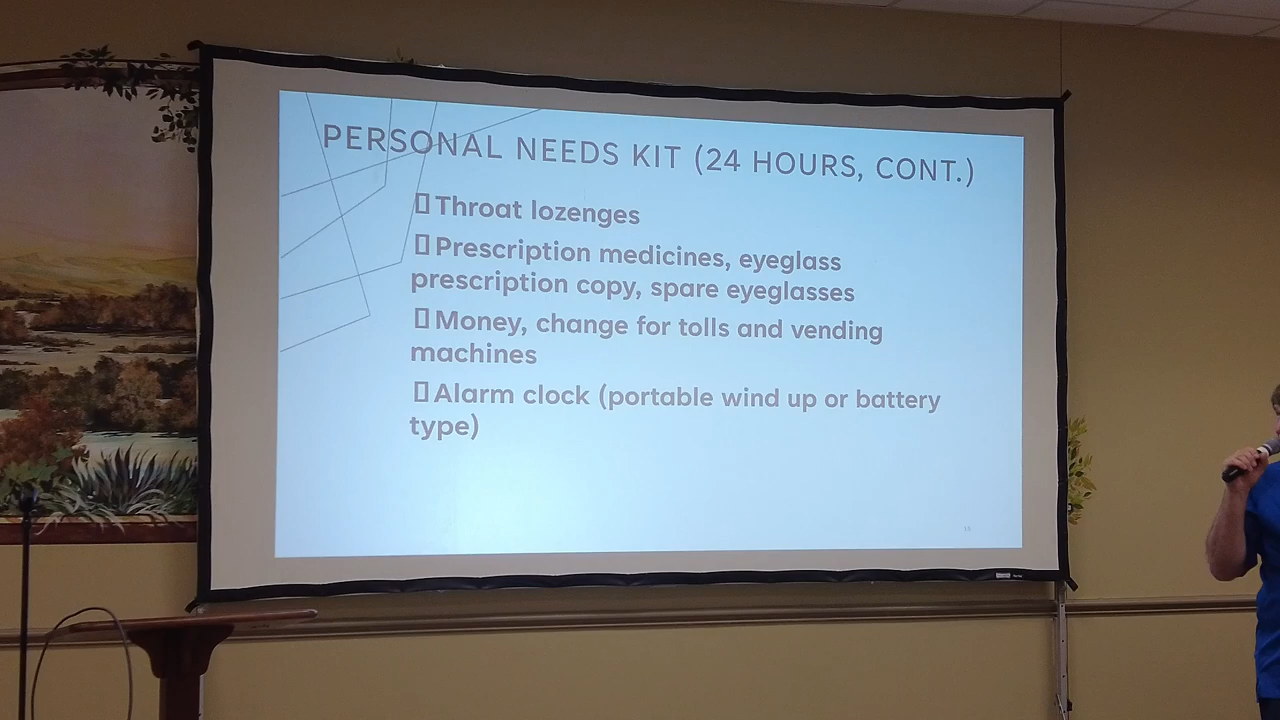 PERSONAL NEEDS KIT (24 HOURS, CONT.)
▯Throat lozenges
▯Prescription medicines, eyeglass
prescription copy, spare eyeglasses
▯Money, change for tolls and vending
machines
▯Alarm clock (portable wind up or battery
type)